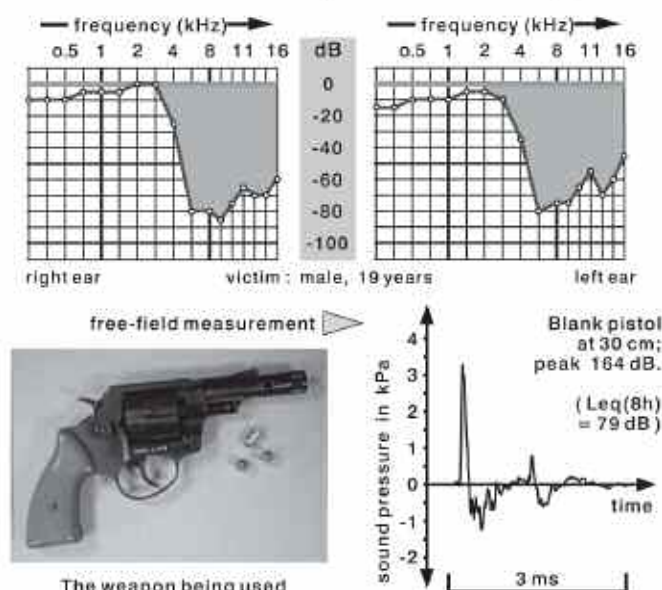 frequency (kHz) frequency (kHz)
0.5 1 2 4 8 11 16 dB 0.5 1 2 4 8 11 16
0
-20
-40
-60
-80
-100
right ear victim : male, 19 years left ear
free-field measurement
Blank pistol
at 30 cm;
peak 164 dB.
(Leq(8h)
= 79 dB)
sound pressure in kPa
4
3
2
1
0
-1
-2
time
3 ms
The weapon being used